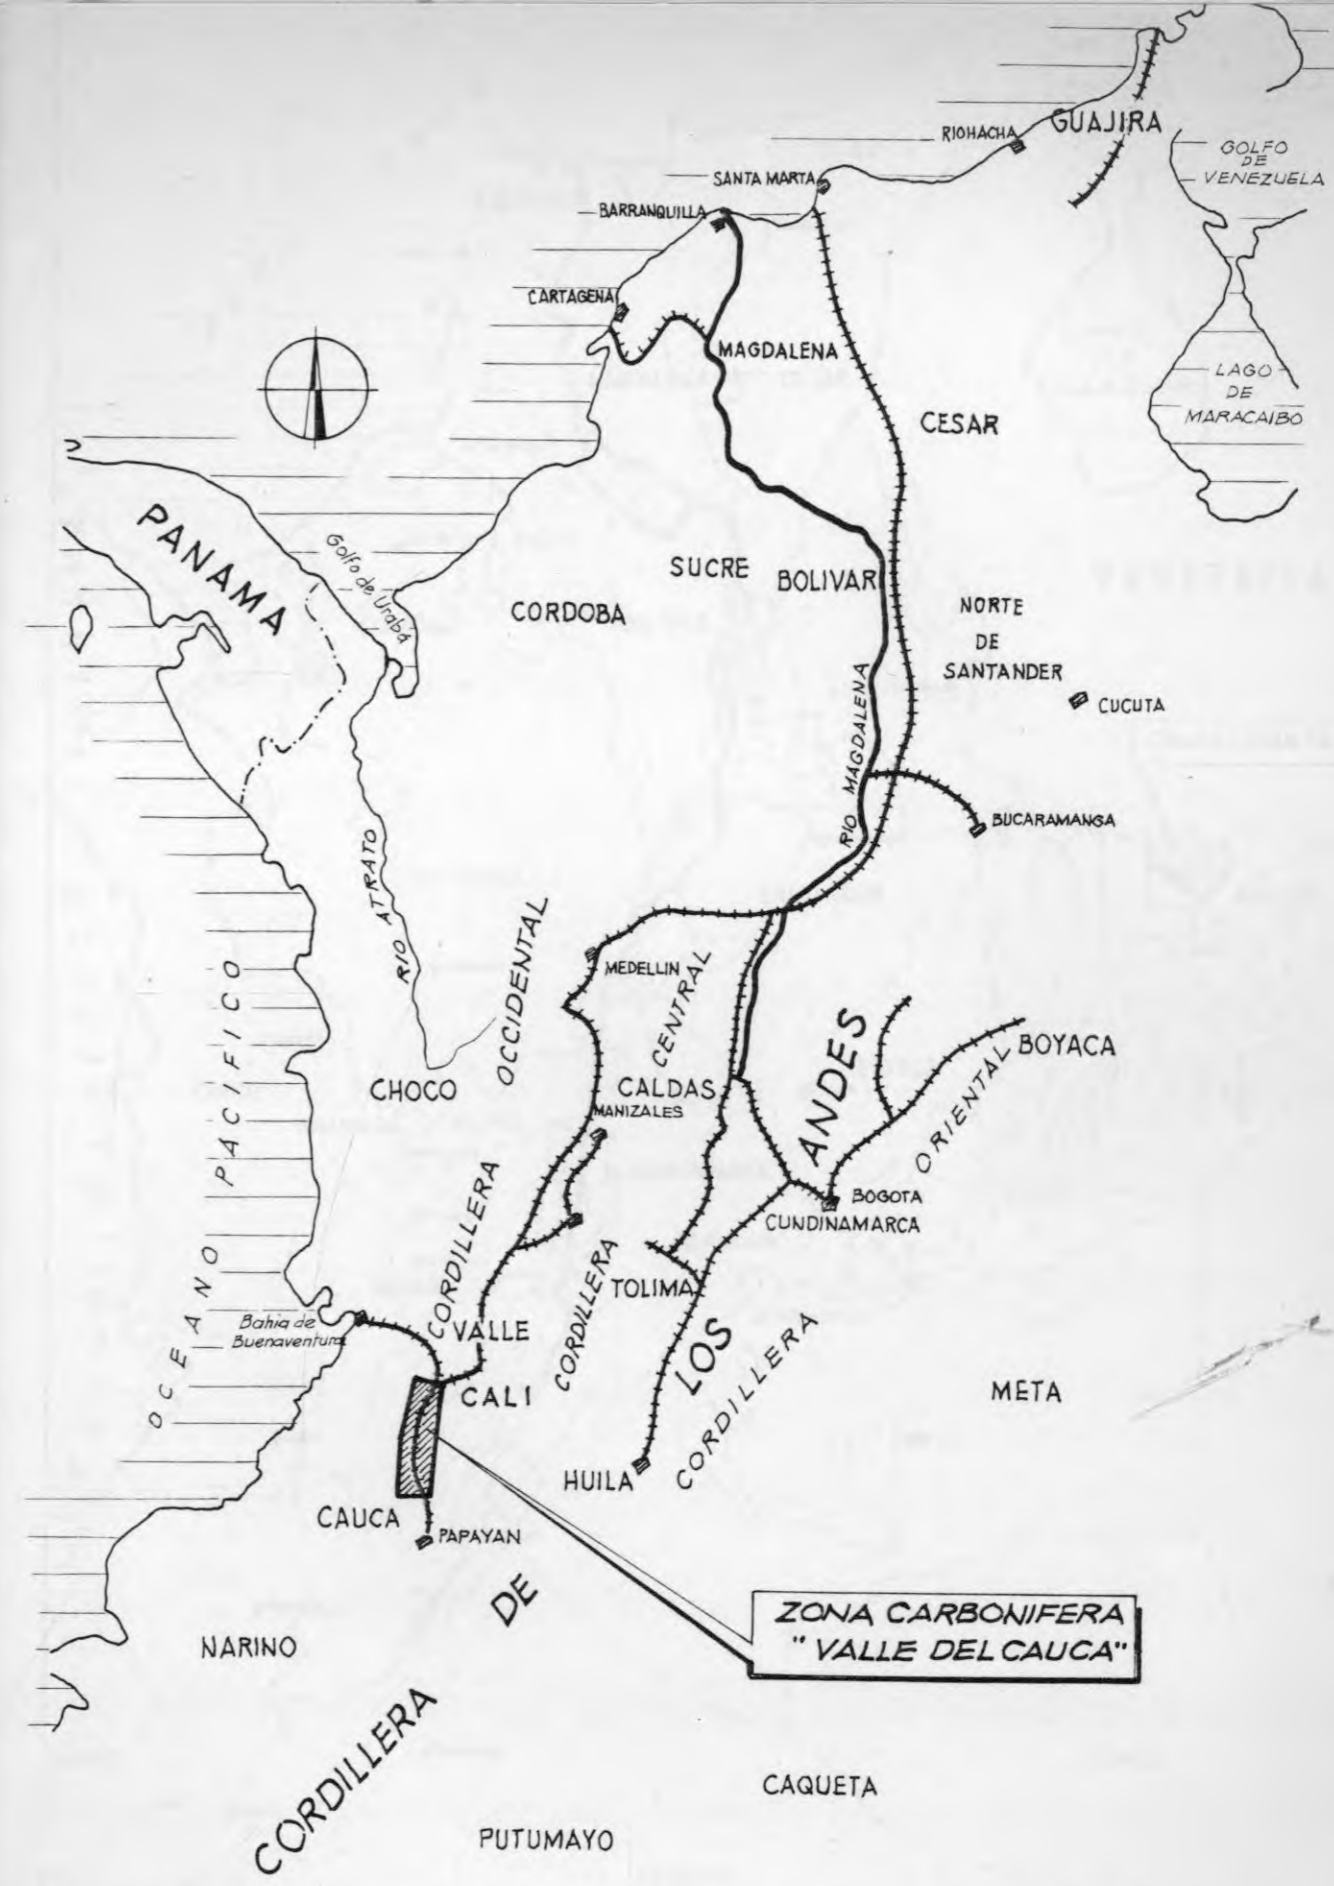 GUAJIRA
RIOHACHA
GOLFO
DE
VENEZUELA
SANTA MARTA
BARRANQUILLA
CARTAGENA
MAGDALENA
LAGO
DE
MARACAIBO
CESAR
PANAMA
Golfo de Urabá
SUCRE
BOLIVAR
CORDOBA
NORTE
DE
SANTANDER
CUCUTA
RIO MAGDALENA
BUCARAMANGA
RIO ATRATO
OCEANO PACIFICO
MEDELLIN
CORDILLERA OCCIDENTAL
CORDILLERA CENTRAL
CHOCO
CALDAS
MANIZALES
BOYACA
CORDILLERA ORIENTAL
BOGOTA
CUNDINAMARCA
TOLIMA
Bahia de
Buenaventura
VALLE
CALI
META
HUILA
CAUCA
PAPAYAN
CORDILLERA DE LOS ANDES
ZONA CARBONIFERA
"VALLE DEL CAUCA"
NARINO
CAQUETA
PUTUMAYO